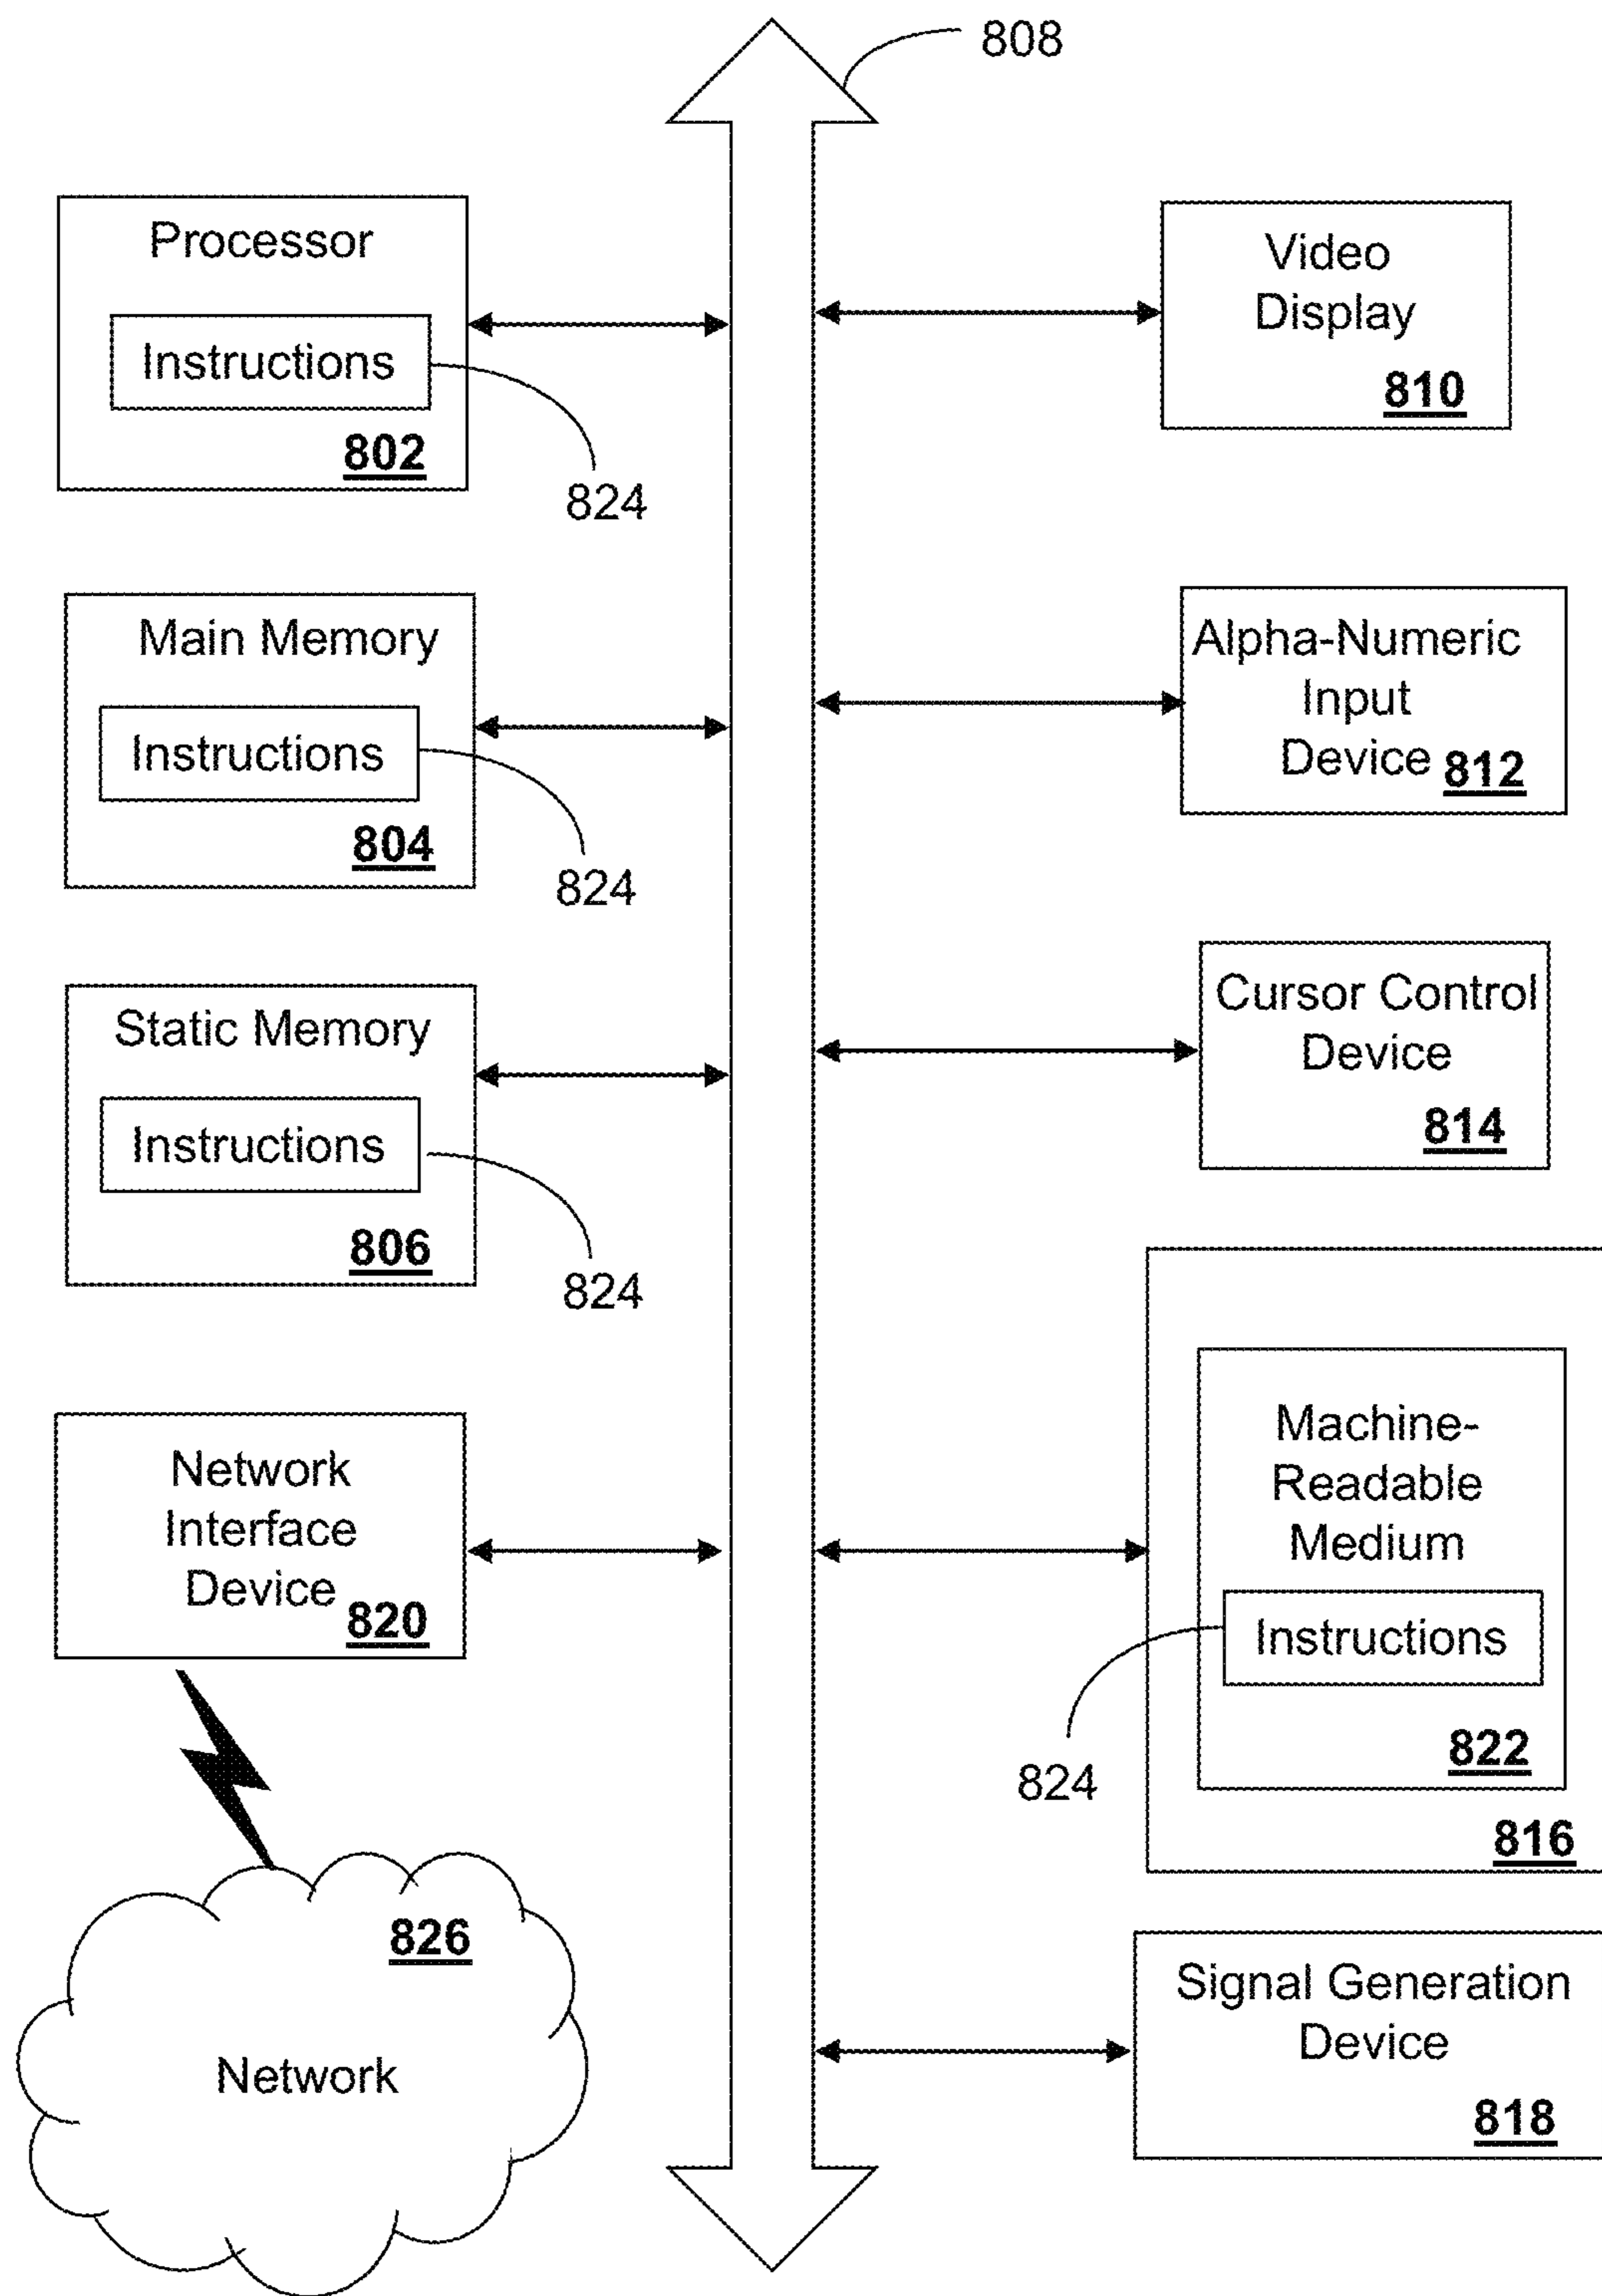 808
Processor
Instructions
802
824
Main Memory
Instructions
804
824
Static Memory
Instructions
806
824
Network
Interface
Device
820
826
Network
Video
Display
810
Alpha-Numeric
Input
Device 812
Cursor Control
Device
814
Machine-
Readable
Medium
Instructions
822
824
816
Signal Generation
Device
818